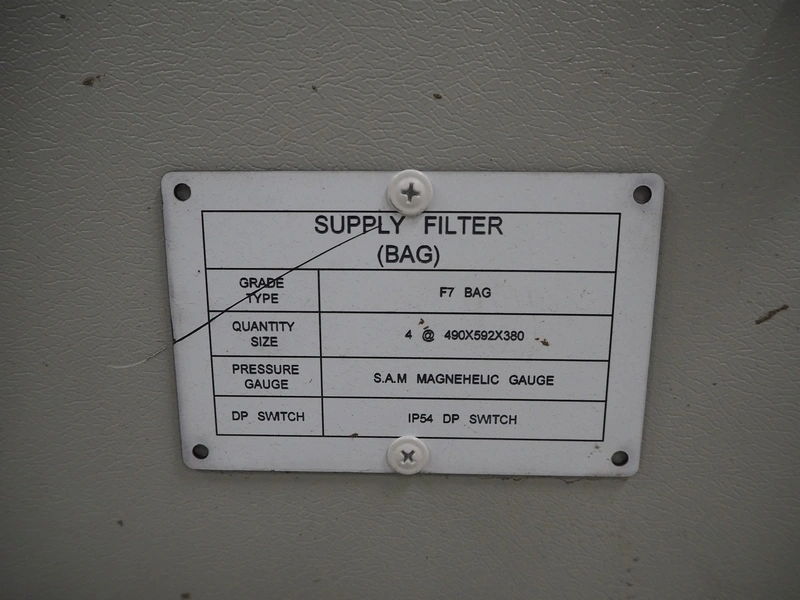 SUPPLY FILTER
(BAG)
GRADE
TYPE
F7 BAG
QUANTITY
SIZE
4 @ 490X592X380
PRESSURE
GAUGE
S.A.M MAGNEHELIC GAUGE
DP SWITCH
IP54 DP SWITCH